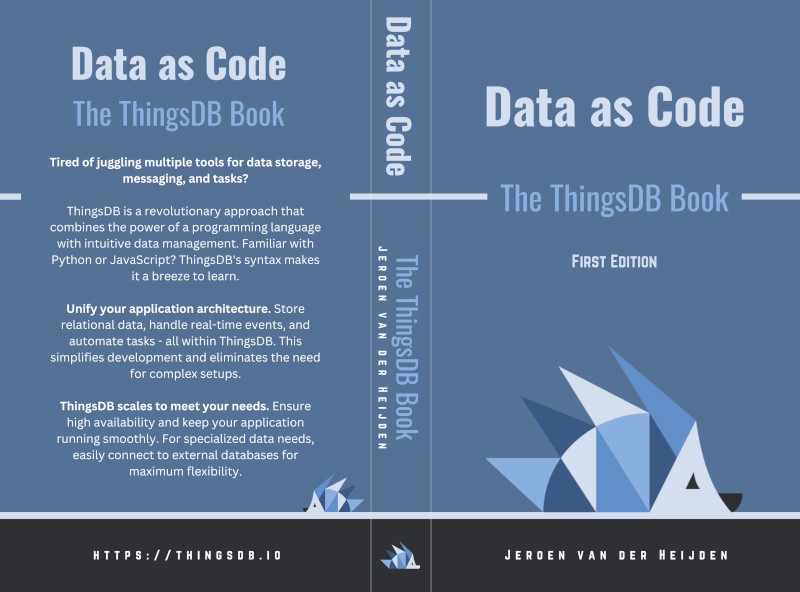 Data as Code
The ThingsDB Book
Tired of juggling multiple tools for data storage,
messaging, and tasks?
ThingsDB is a revolutionary approach that
combines the power of a programming language
with intuitive data management. Familiar with
Python or JavaScript? ThingsDB's syntax makes
it a breeze to learn.
Unify your application architecture. Store
relational data, handle real-time events, and
automate tasks - all within ThingsDB. This
simplifies development and eliminates the need
for complex setups.
ThingsDB scales to meet your needs. Ensure
high availability and keep your application
running smoothly. For specialized data needs,
easily connect to external databases for
maximum flexibility.
HTTPS://THINGSDB.IO
Data as Code
The ThingsDB Book
Jeroen van der Heijden
Data as Code
The ThingsDB Book
First Edition
Jeroen van der Heijden